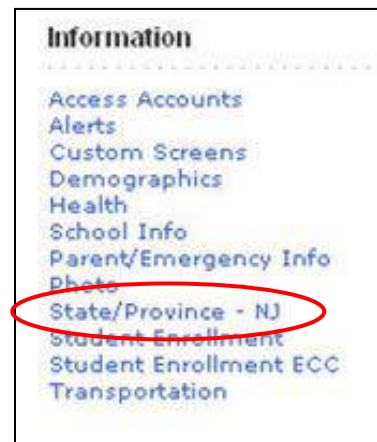 Information
Access Accounts
Alerts
Custom Screens
Demographics
Health
School Info
Parent/Emergency Info
Photo
State/Province - NJ
Student Enrollment
Student Enrollment ECC
Transportation